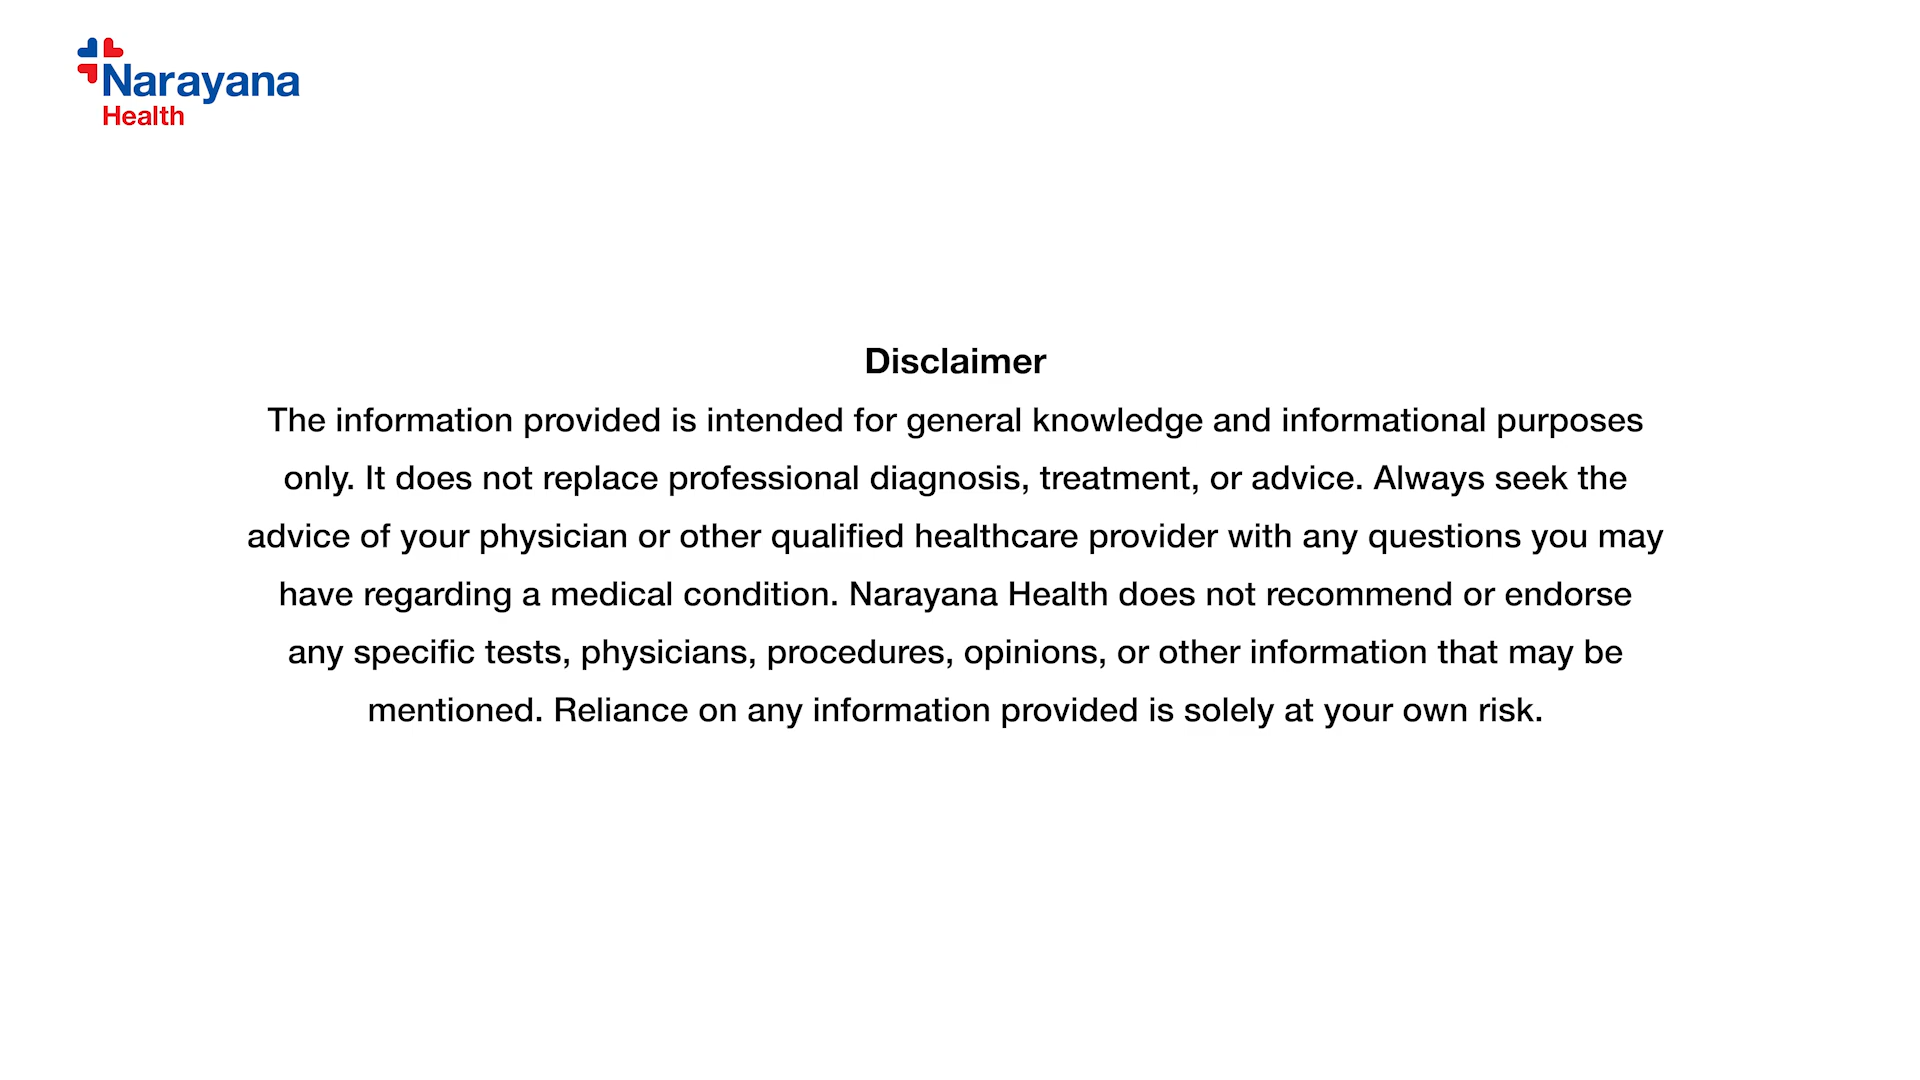 Narayana
Health
Disclaimer
The information provided is intended for general knowledge and informational purposes
only. It does not replace professional diagnosis, treatment, or advice. Always seek the
advice of your physician or other qualified healthcare provider with any questions you may
have regarding a medical condition. Narayana Health does not recommend or endorse
any specific tests, physicians, procedures, opinions, or other information that may be
mentioned. Reliance on any information provided is solely at your own risk.